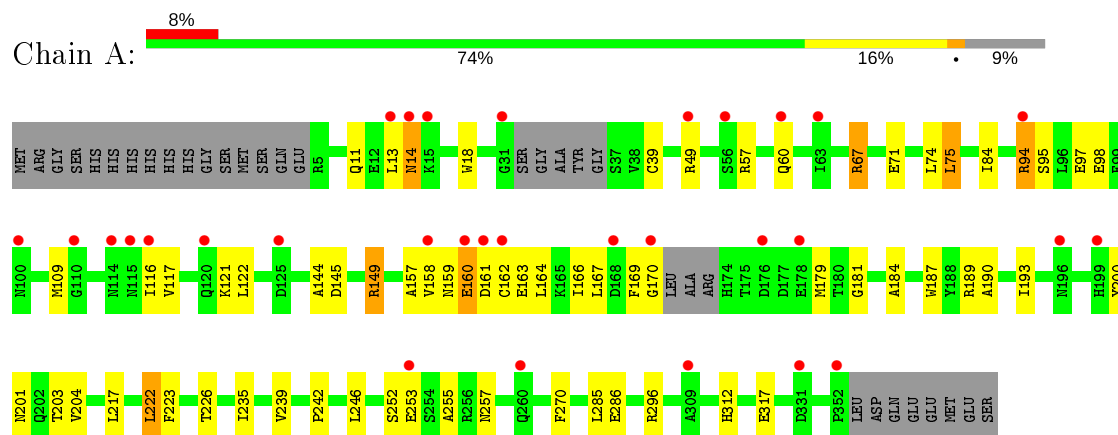 8%
Chain A:
74% 16% • 9%
MET ARG GLY SER HIS HIS HIS HIS HIS HIS GLY SER MET SER GLN GLU R5 Q11 E12 L13 N14 K15 W18 G31 SER GLY ALA TYR GLY S37 V38 C39 R49 S56 R57 Q60 I63 R67 E71 L74 L75 I84 R94 S95 L96 E97 E98
N100 M109 G110 N114 N115 I116 V117 Q120 K121 L122 D125 A144 D145 R149 A157 V158 N159 E160 D161 C162 E163 L164 K165 I166 L167 D168 F169 G170 LEU ALA ARG H174 T175 D176 D177 E178 M179 T180 G181 A184 W187 Y188 R189 A190 I193 N196 H199
N201 Q202 T203 V204 L217 L222 F223 T226 I235 V239 P242 L246 S252 E253 S254 A255 R256 N257 Q260 F270 L285 E286 R296 A309 H312 E317 D331 P352 LEU ASP GLN GLU GLU MET GLU SER